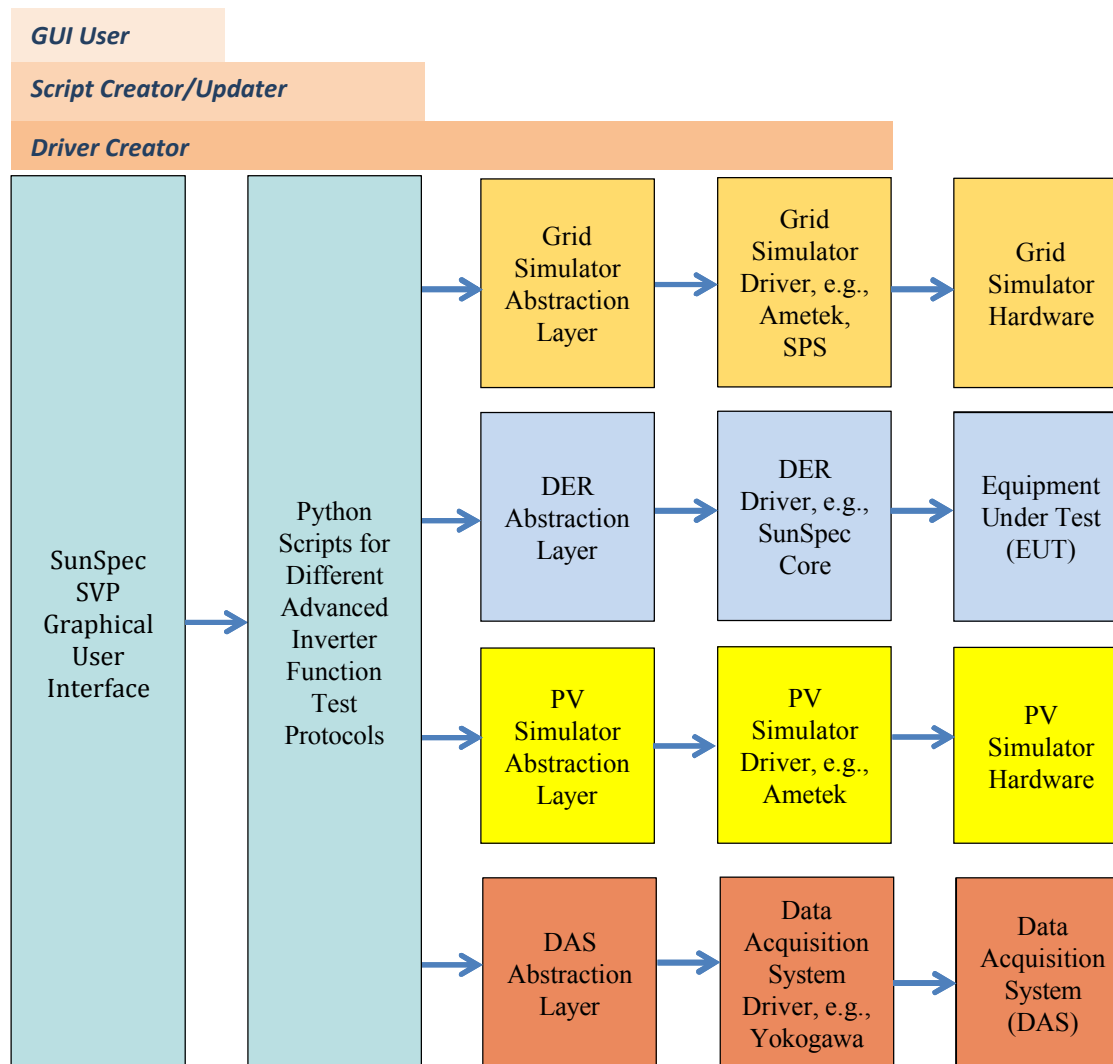 GUI User
Script Creator/Updater
Driver Creator
SunSpec
SVP
Graphical
User
Interface
Python
Scripts for
Different
Advanced
Inverter
Function
Test
Protocols
Grid
Simulator
Abstraction
Layer
Grid
Simulator
Driver, e.g.,
Ametek,
SPS
Grid
Simulator
Hardware
DER
Abstraction
Layer
DER
Driver, e.g.,
SunSpec
Core
Equipment
Under Test
(EUT)
PV
Simulator
Abstraction
Layer
PV
Simulator
Driver, e.g.,
Ametek
PV
Simulator
Hardware
DAS
Abstraction
Layer
Data
Acquisition
System
Driver, e.g.,
Yokogawa
Data
Acquisition
System
(DAS)